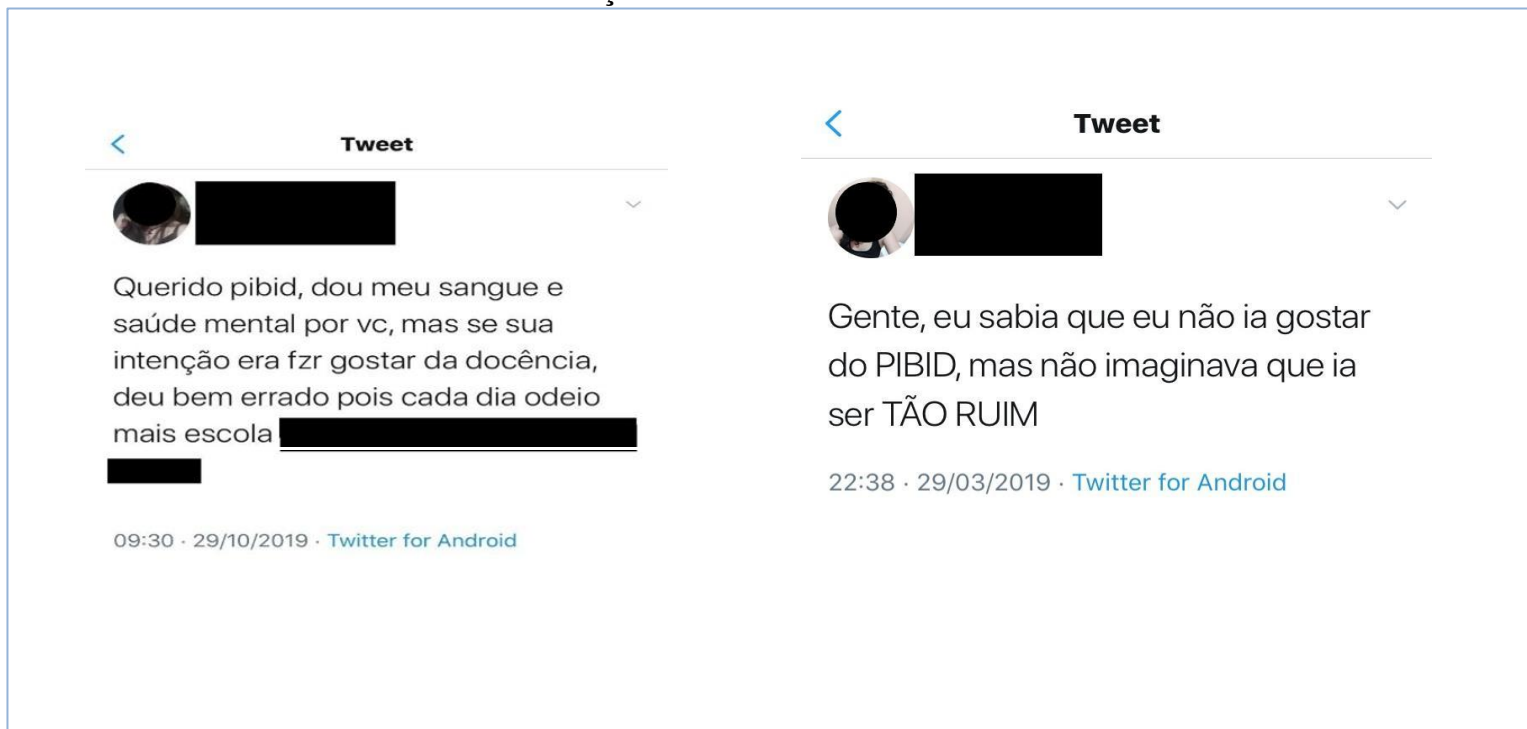 Tweet
Querido pibid, dou meu sangue e
saúde mental por vc, mas se sua
intenção era fzr gostar da docência,
deu bem errado pois cada dia odeio
mais escola
09:30 · 29/10/2019 · Twitter for Android
Tweet
Gente, eu sabia que eu não ia gostar
do PIBID, mas não imaginava que ia
ser TÃO RUIM
22:38 · 29/03/2019 · Twitter for Android